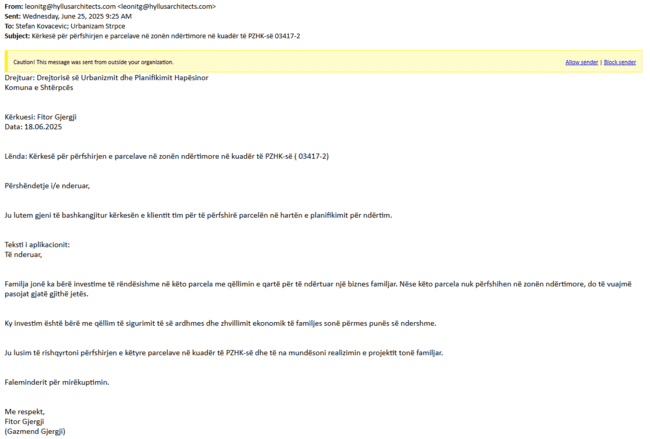 From: leonitg@hyllusarchitects.com <leonitg@hyllusarchitects.com>
Sent: Wednesday, June 25, 2025 9:25 AM
To: Stefan Kovacevic; Urbanizam Strpce
Subject: Kërkesë për përfshirjen e parcelave në zonën ndërtimore në kuadër të PZHK-së 03417-2
Caution! This message was sent from outside your organization. Allow sender | Block sender
Drejtuar: Drejtorisë së Urbanizmit dhe Planifikimit Hapësinor
Komuna e Shtërpcës
Kërkuesi: Fitor Gjergji
Data: 18.06.2025
Lënda: Kërkesë për përfshirjen e parcelave në zonën ndërtimore në kuadër të PZHK-së ( 03417-2)
Përshëndetje i/e nderuar,
Ju lutem gjeni të bashkangjitur kërkesën e klientit tim për të përfshirë parcelën në hartën e planifikimit për ndërtim.
Teksti i aplikacionit:
Të nderuar,
Familja jonë ka bërë investime të rëndësishme në këto parcela me qëllimin e qartë për të ndërtuar një biznes familjar. Nëse këto parcela nuk përfshihen në zonën ndërtimore, do të vuajmë
pasojat gjatë gjithë jetës.
Ky investim është bërë me qëllim të sigurimit të së ardhmes dhe zhvillimit ekonomik të familjes sonë përmes punës së ndershme.
Ju lusim të rishqyrtoni përfshirjen e këtyre parcelave në kuadër të PZHK-së dhe të na mundësoni realizimin e projektit tonë familjar.
Faleminderit për mirëkuptimin.
Me respekt,
Fitor Gjergji
(Gazmend Gjergji)